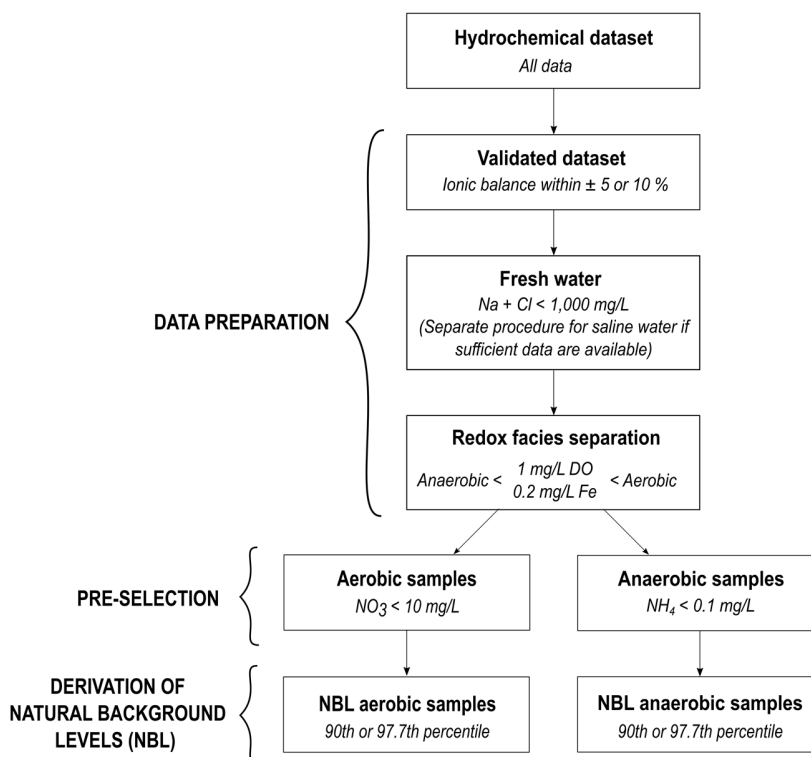 Hydrochemical dataset
All data
Validated dataset
Ionic balance within ± 5 or 10 %
Fresh water
Na + Cl < 1,000 mg/L
(Separate procedure for saline water if
sufficient data are available)
DATA PREPARATION
Redox facies separation
Anaerobic < 1 mg/L DO < Aerobic
0.2 mg/L Fe
PRE-SELECTION
Aerobic samples
NO3 < 10 mg/L
Anaerobic samples
NH4 < 0.1 mg/L
DERIVATION OF
NATURAL BACKGROUND
LEVELS (NBL)
NBL aerobic samples
90th or 97.7th percentile
NBL anaerobic samples
90th or 97.7th percentile